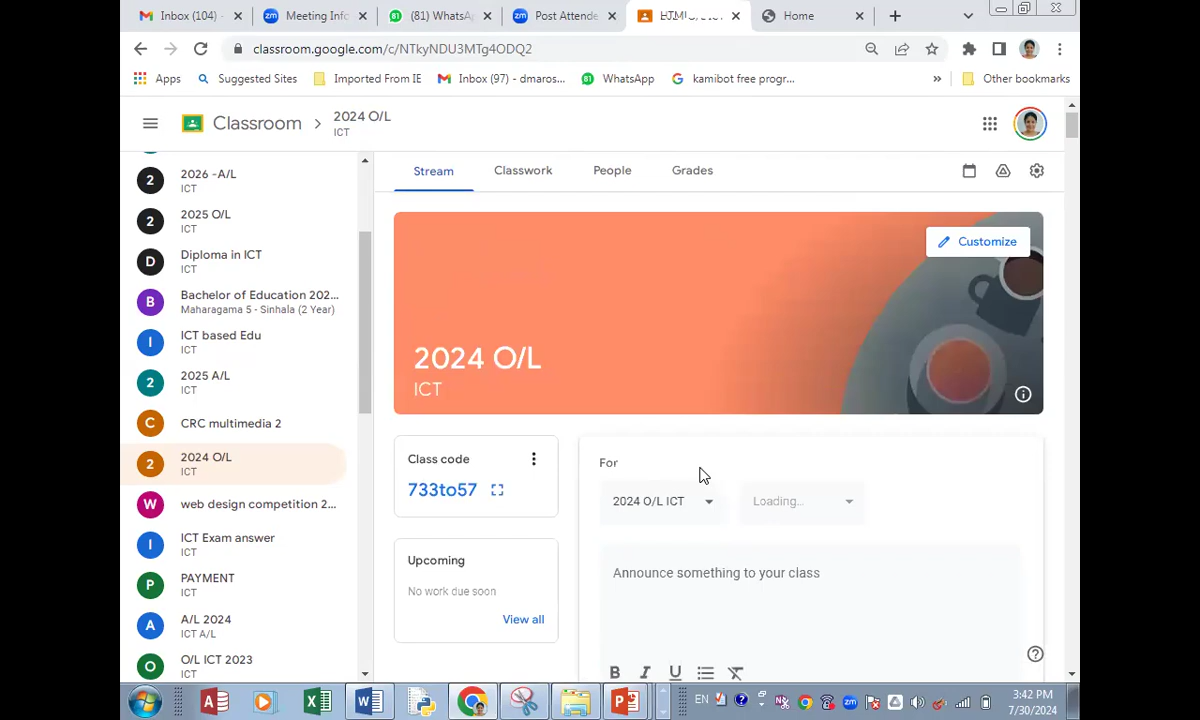 Inbox (104)
Meeting Info
(81) WhatsA
Post Attende
Home
classroom.google.com/c/NTkyNDU3MTg4ODQ2
Apps
Suggested Sites
Imported From IE
Inbox (97) - dmaros...
WhatsApp
kamibot free progr...
»
Other bookmarks
Classroom > 2024 O/L
ICT
Stream
Classwork
People
Grades
2 2026 -A/L
ICT
2 2025 O/L
ICT
D Diploma in ICT
ICT
B Bachelor of Education 202...
Maharagama 5 - Sinhala (2 Year)
I ICT based Edu
ICT
2 2025 A/L
ICT
C CRC multimedia 2
2 2024 O/L
ICT
W web design competition 2...
I ICT Exam answer
ICT
P PAYMENT
ICT
A A/L 2024
ICT A/L
O O/L ICT 2023
ICT
Customize
2024 O/L
ICT
Class code
733to57
Upcoming
No work due soon
View all
For
2024 O/L ICT
Loading...
Announce something to your class
B I U
EN
3:42 PM
7/30/2024